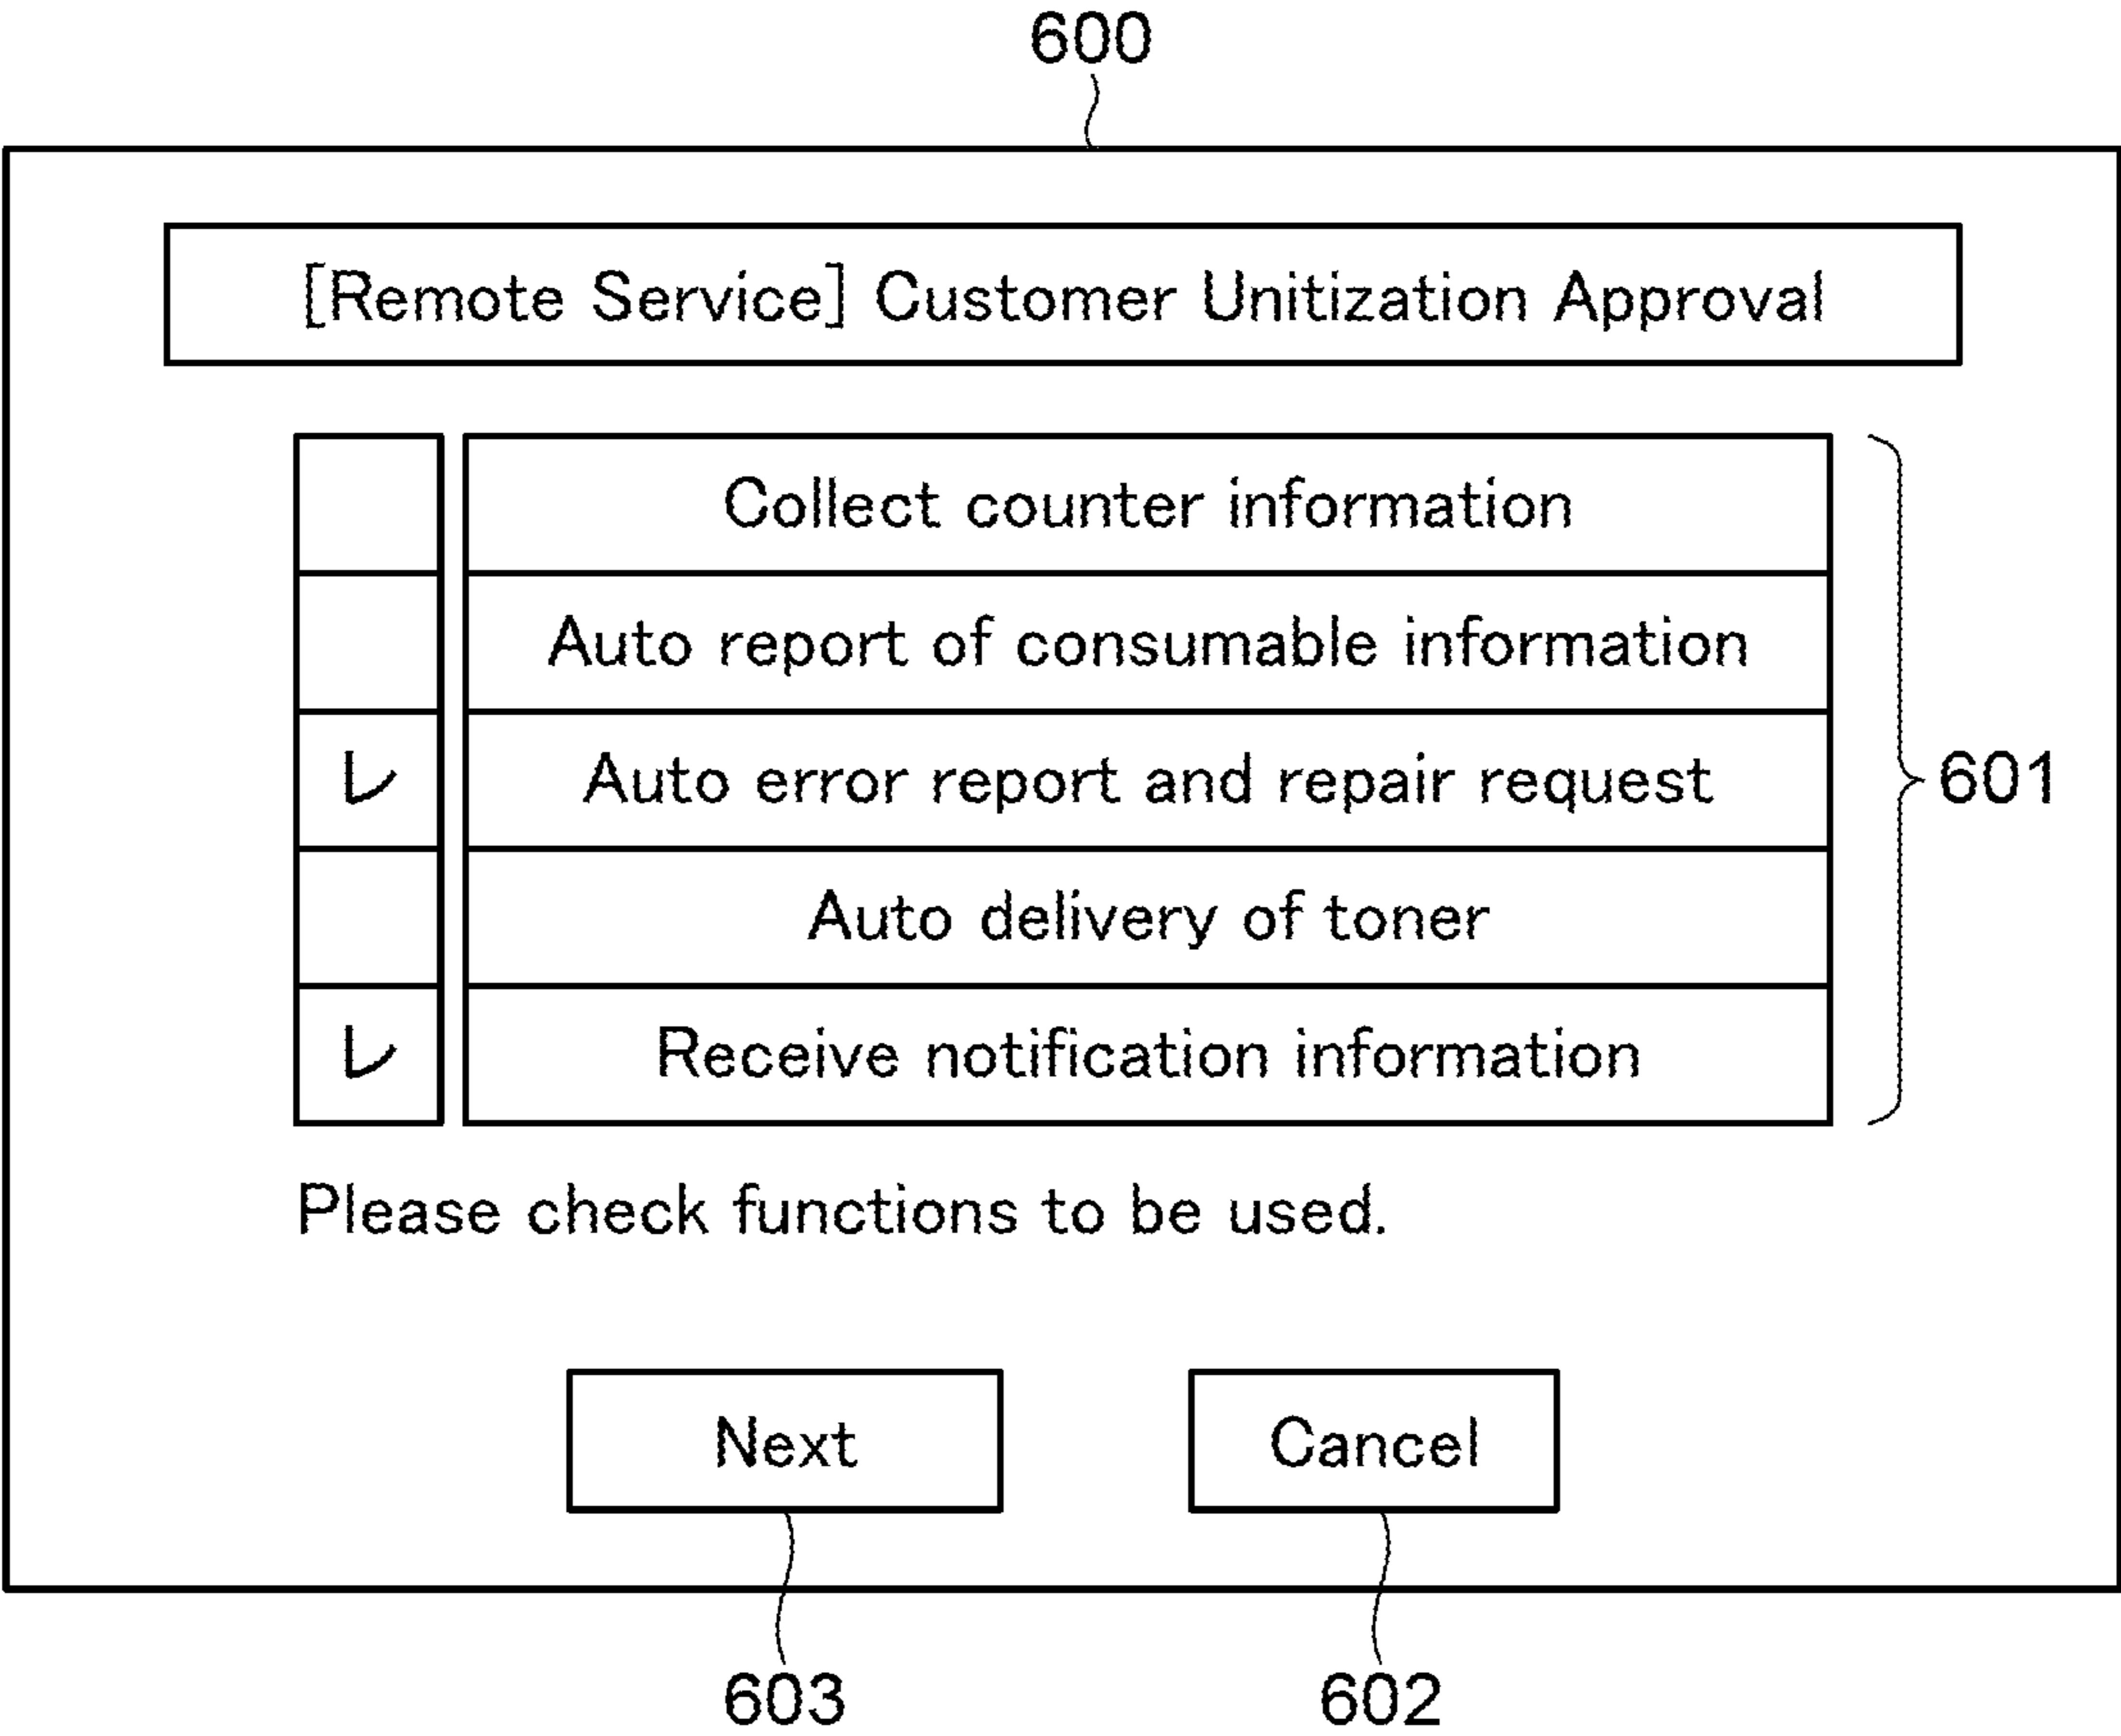 600
[Remote Service] Customer Unitization Approval
Collect counter information
Auto report of consumable information
Auto error report and repair request
601
Auto delivery of toner
Receive notification information
Please check functions to be used.
Next
Cancel
603
602